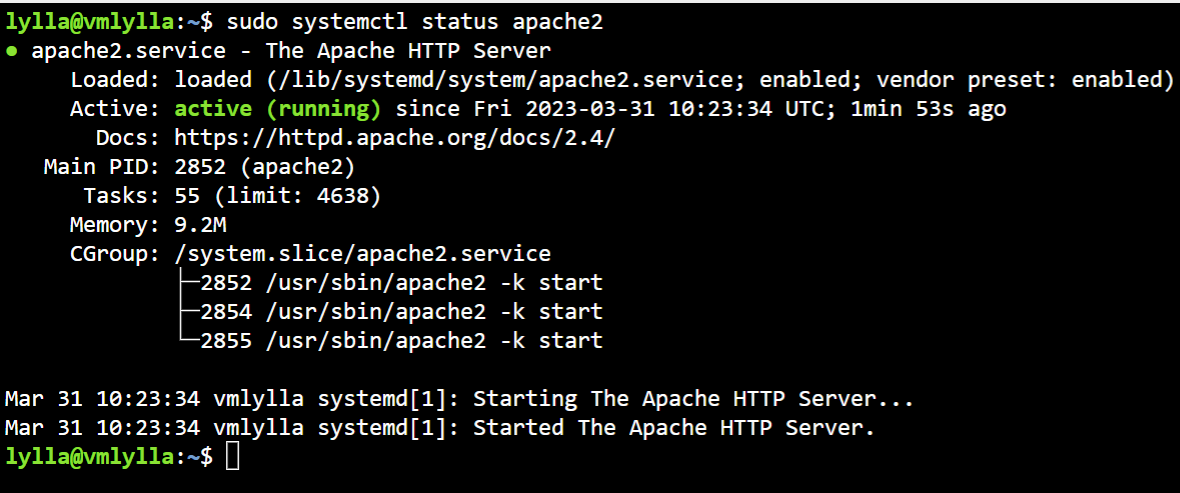 lylla@vmlylla:~$ sudo systemctl status apache2
● apache2.service - The Apache HTTP Server
     Loaded: loaded (/lib/systemd/system/apache2.service; enabled; vendor preset: enabled)
     Active: active (running) since Fri 2023-03-31 10:23:34 UTC; 1min 53s ago
       Docs: https://httpd.apache.org/docs/2.4/
   Main PID: 2852 (apache2)
      Tasks: 55 (limit: 4638)
     Memory: 9.2M
     CGroup: /system.slice/apache2.service
             ├─2852 /usr/sbin/apache2 -k start
             ├─2854 /usr/sbin/apache2 -k start
             └─2855 /usr/sbin/apache2 -k start

Mar 31 10:23:34 vmlylla systemd[1]: Starting The Apache HTTP Server...
Mar 31 10:23:34 vmlylla systemd[1]: Started The Apache HTTP Server.
lylla@vmlylla:~$